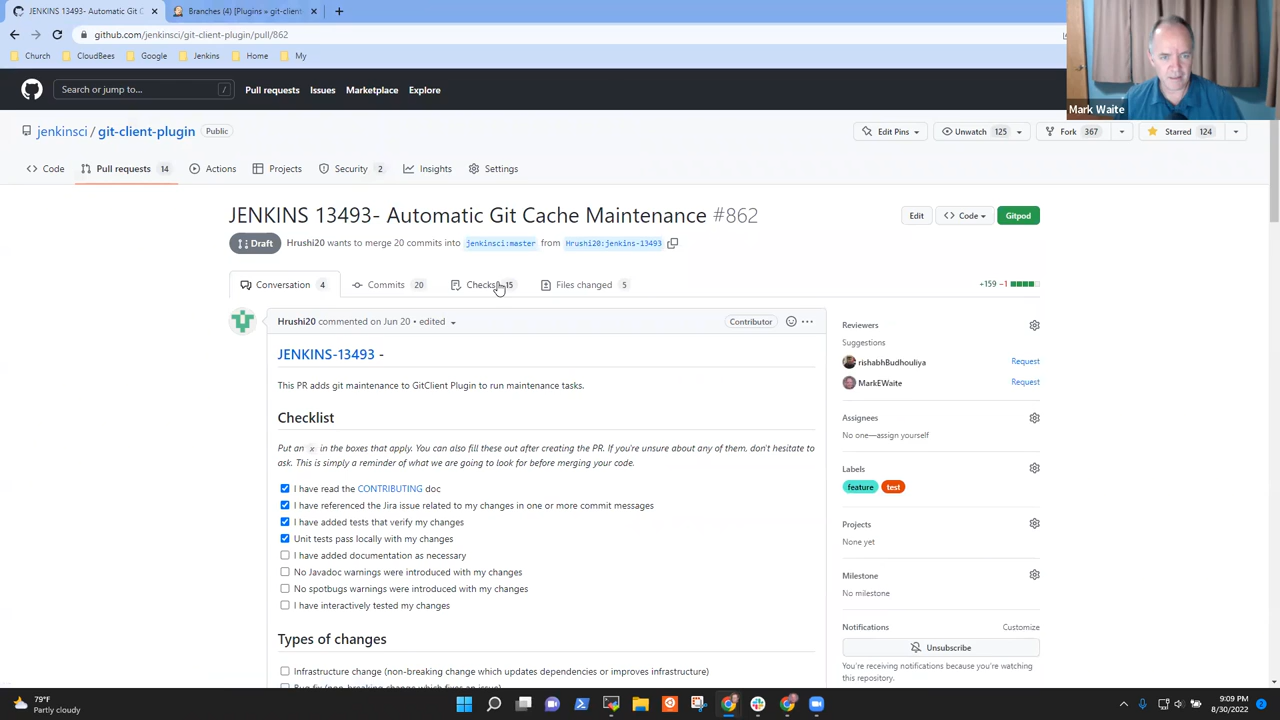 JENKINS 13493- Automatic Git C
Branches (4) [Plugins » git-client
github.com/jenkinsci/git-client-plugin/pull/862
Church
CloudBees
Google
Jenkins
Home
My
Mark Waite
Search or jump to...
/
Pull requests
Issues
Marketplace
Explore
jenkinsci / git-client-plugin
Public
Edit Pins
Unwatch 125
Fork 367
Starred 124
Code
Pull requests 14
Actions
Projects
Security 2
Insights
Settings
JENKINS 13493- Automatic Git Cache Maintenance #862
Edit
Code
Gitpod
Draft
Hrushi20 wants to merge 20 commits into jenkinsci:master from Hrushi20:jenkins-13493
Conversation 4
Commits 20
Checks 15
Files changed 5
+159 −1
Hrushi20 commented on Jun 20 • edited
Contributor
JENKINS-13493 -
This PR adds git maintenance to GitClient Plugin to run maintenance tasks.
Checklist
Put an x in the boxes that apply. You can also fill these out after creating the PR. If you're unsure about any of them, don't hesitate to
ask. This is simply a reminder of what we are going to look for before merging your code.
I have read the CONTRIBUTING doc
I have referenced the Jira issue related to my changes in one or more commit messages
I have added tests that verify my changes
Unit tests pass locally with my changes
I have added documentation as necessary
No Javadoc warnings were introduced with my changes
No spotbugs warnings were introduced with my changes
I have interactively tested my changes
Types of changes
Infrastructure change (non-breaking change which updates dependencies or improves infrastructure)
Bug fix (non-breaking change which fixes an issue)
Reviewers
Suggestions
rishabhBudhouliya
Request
MarkEWaite
Request
Assignees
No one—assign yourself
Labels
feature
test
Projects
None yet
Milestone
No milestone
Notifications
Customize
Unsubscribe
You're receiving notifications because you're watching
this repository.
79°F
Partly cloudy
9:09 PM
8/30/2022
2